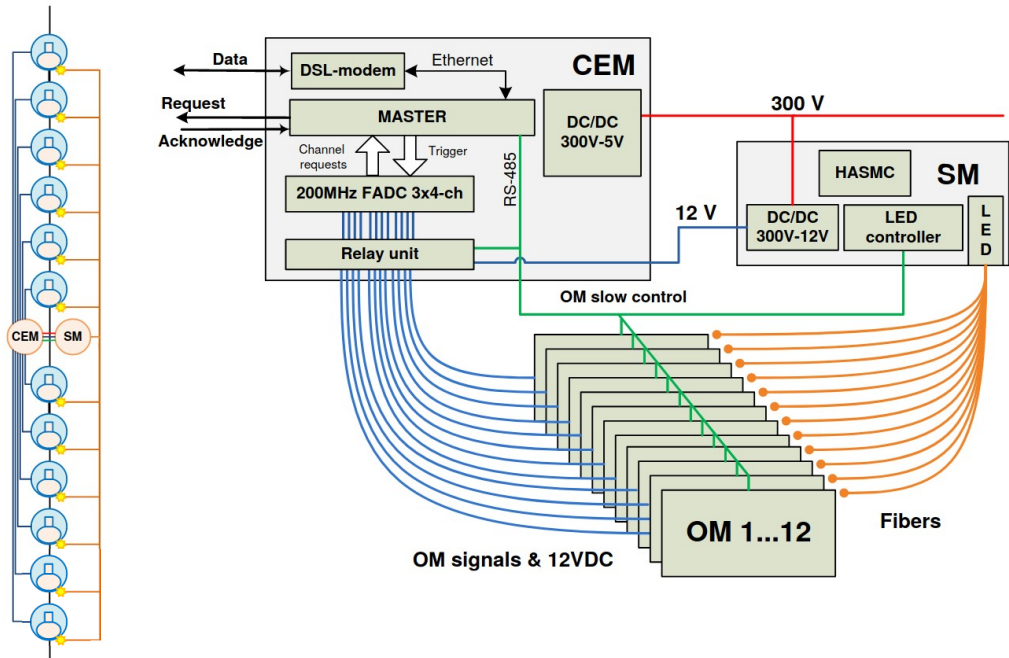 CEM
SM
Data
Request
Acknowledge
DSL-modem
Ethernet
CEM
MASTER
DC/DC
300V-5V
Channel
requests
Trigger
RS-485
200MHz FADC 3x4-ch
Relay unit
300 V
12 V
HASMC
SM
DC/DC
300V-12V
LED
controller
L
E
D
OM slow control
OM 1...12
Fibers
OM signals & 12VDC